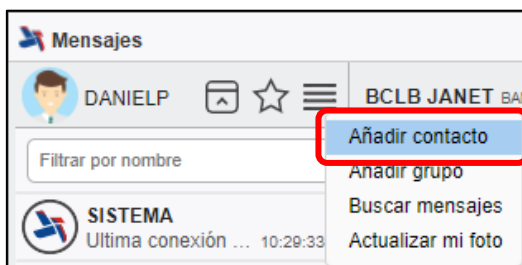 Mensajes
DANIELP
BCLB JANET
Filtrar por nombre
SISTEMA
Ultima conexión ... 10:29:33
Añadir contacto
Añadir grupo
Buscar mensajes
Actualizar mi foto